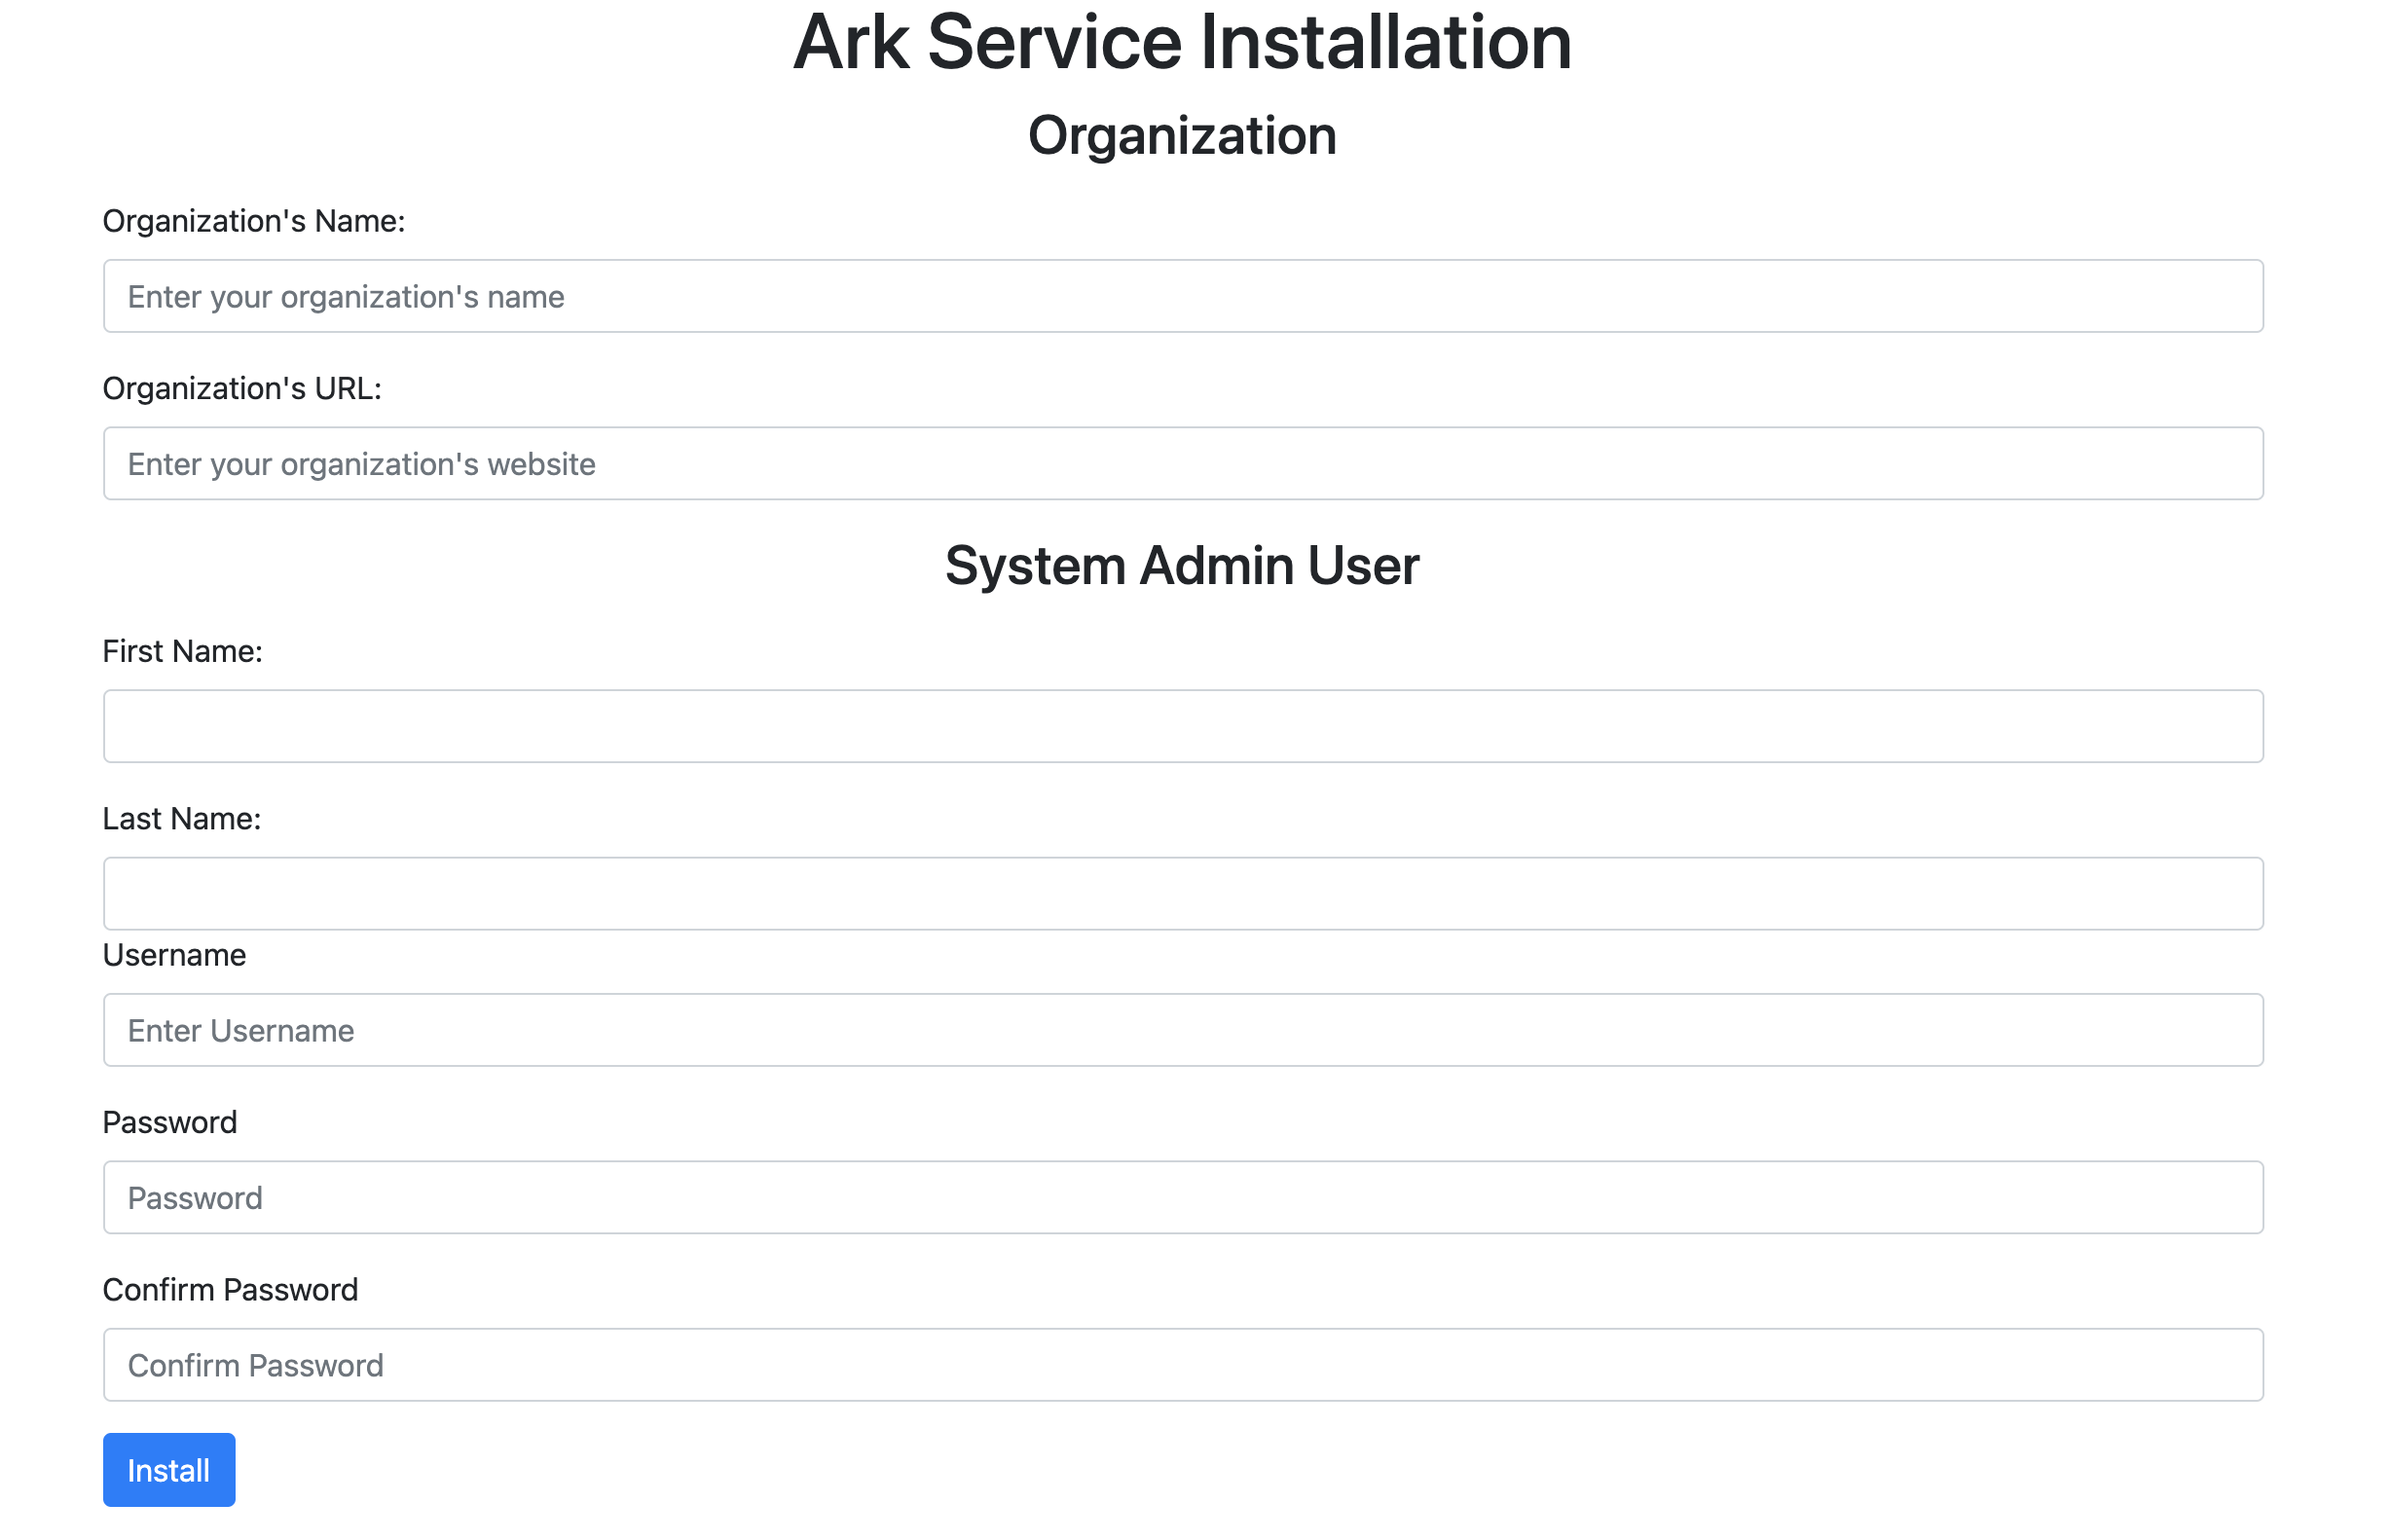 Ark Service Installation
Organization
Organization's Name:
Enter your organization's name
Organization's URL:
Enter your organization's website
System Admin User
First Name:
Last Name:
Username
Enter Username
Password
Password
Confirm Password
Confirm Password
Install